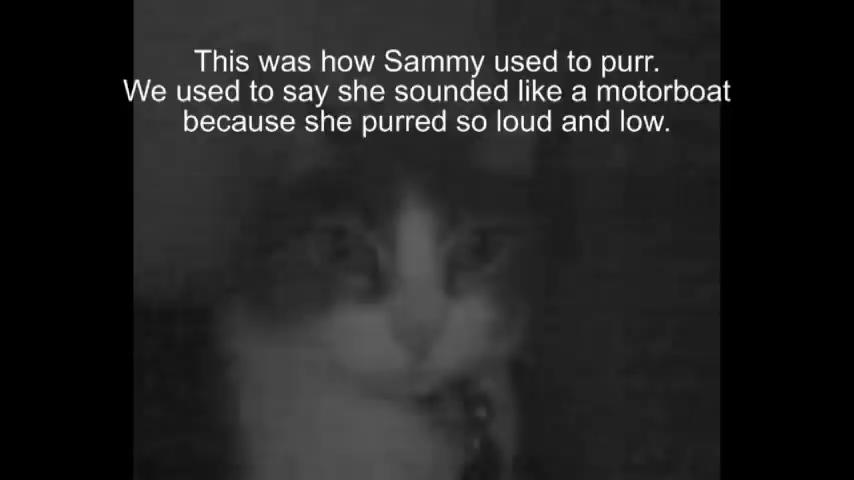 This was how Sammy used to purr.
We used to say she sounded like a motorboat
because she purred so loud and low.